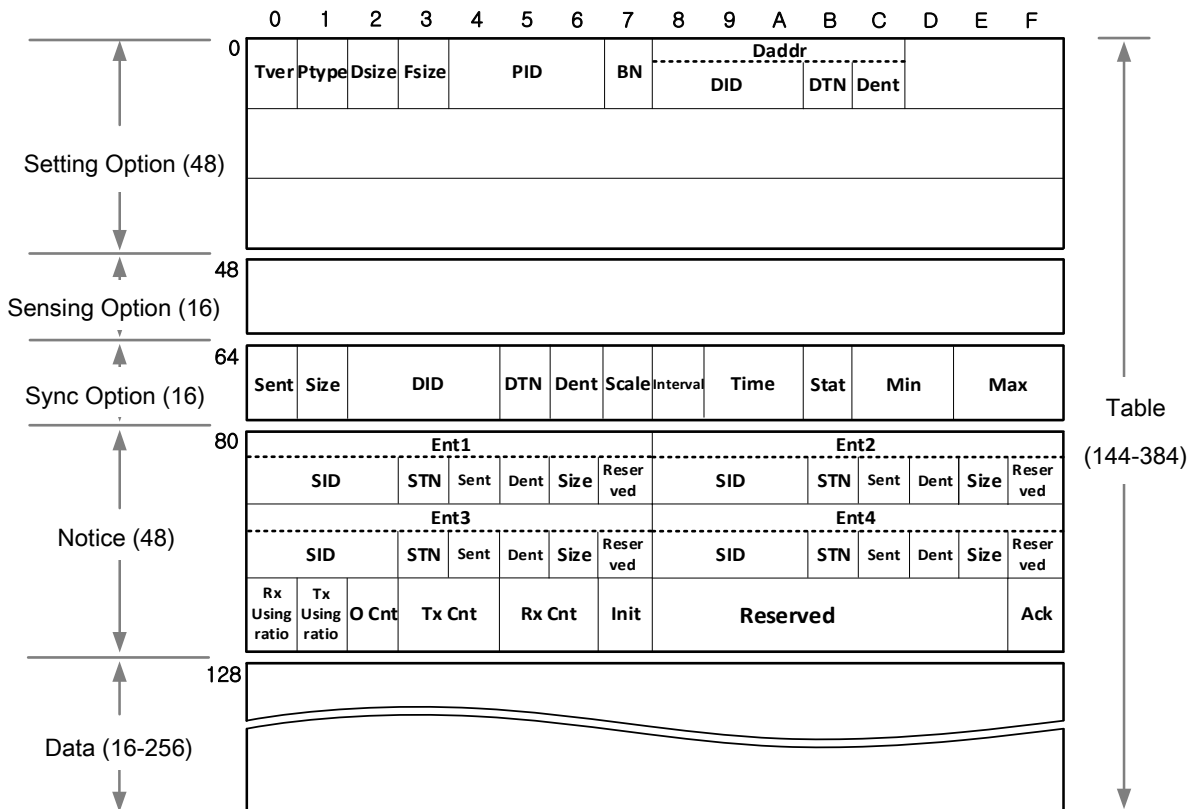 0 1 2 3 4 5 6 7 8 9 A B C D E F
0
Tver Ptype Dsize Fsize PID BN Daddr
DID DTN Dent
Setting Option (48)
48
Sensing Option (16)
64
Sent Size DID DTN Dent Scale Interval Time Stat Min Max
Sync Option (16)
80
Ent1 Ent2
SID STN Sent Dent Size Reser ved SID STN Sent Dent Size Reser ved
Ent3 Ent4
SID STN Sent Dent Size Reser ved SID STN Sent Dent Size Reser ved
Notice (48)
Rx Using ratio Tx Using ratio O Cnt Tx Cnt Rx Cnt Init Reserved Ack
128
Data (16-256)
Table
(144-384)